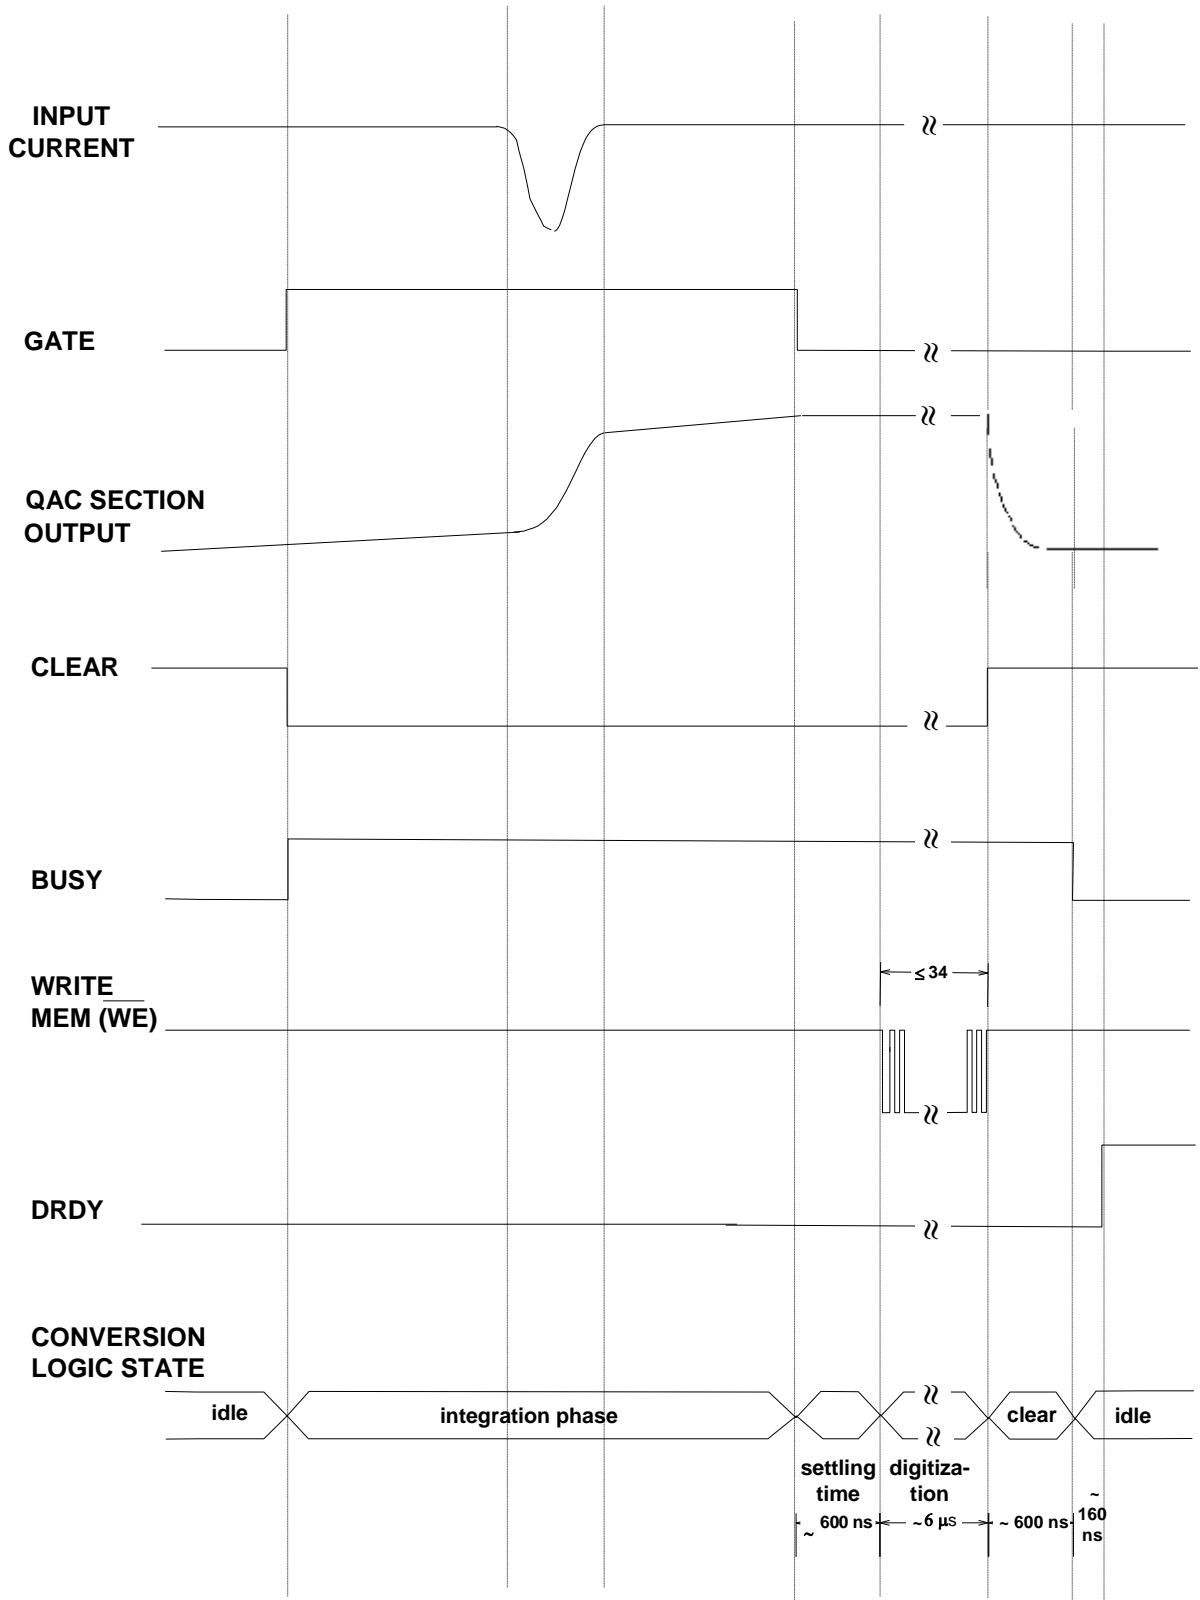 INPUT
CURRENT
GATE
QAC SECTION
OUTPUT
CLEAR
BUSY
WRITE
MEM (WE)
≤ 34
DRDY
CONVERSION
LOGIC STATE
idle
integration phase
clear
idle
settling
time
digitiza-
tion
~ 600 ns
~ 6 µs
~ 600 ns
~
160
ns